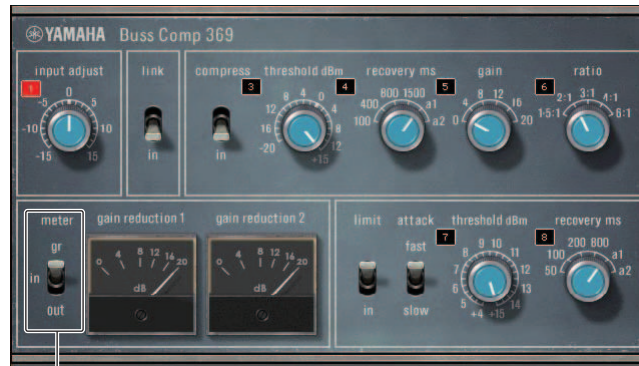 YAMAHA Buss Comp 369
input adjust
link
compress
threshold dBm
recovery ms
gain
ratio
1
3
4
5
6
-15 -10 -5 0 5 10 15
in
in
-20 16 12 8 4 0 4 8 12 +15
100 400 800 1500 a1 a2
0 4 8 12 16 20
1·5:1 2:1 3:1 4:1 6:1
meter
gain reduction 1
gain reduction 2
limit
attack
threshold dBm
recovery ms
gr
in
out
0 4 8 12 16 20
dB
0 4 8 12 16 20
dB
in
fast
slow
7
8
+4 5 6 7 8 9 10 11 12 13 14 +15
50 100 200 800 a1 a2